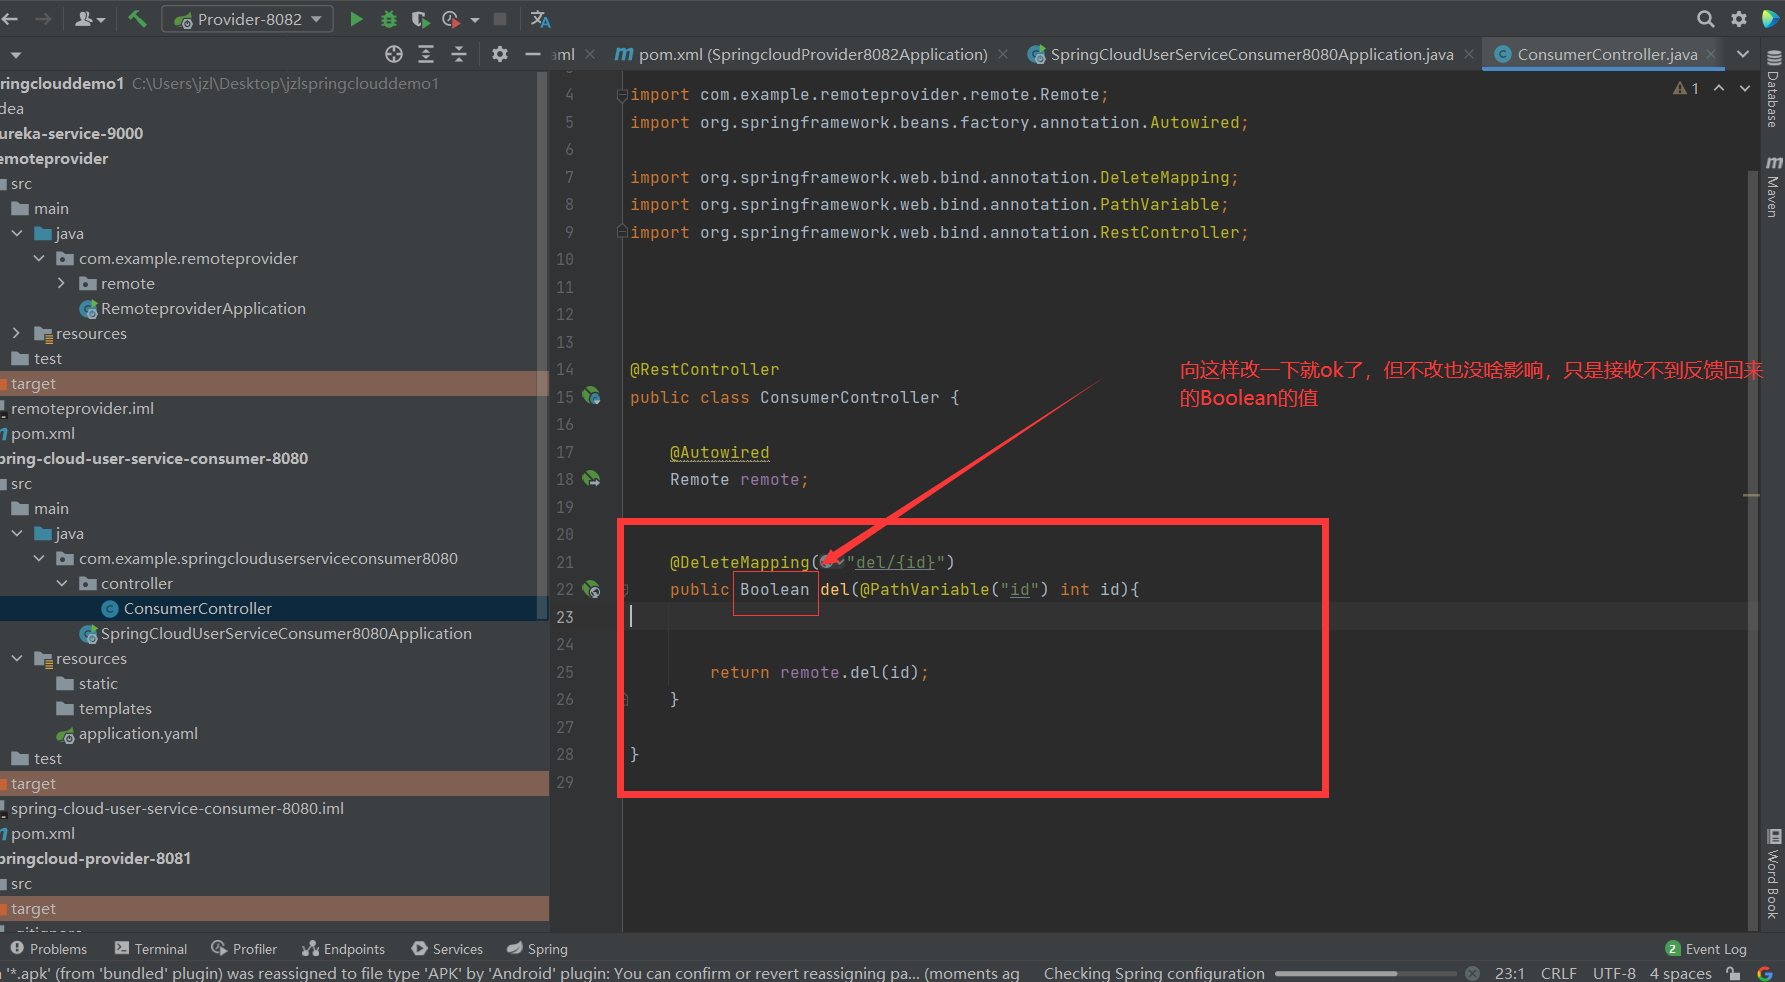 Provider-8082
aml
pom.xml (SpringcloudProvider8082Application)
SpringCloudUserServiceConsumer8080Application.java
ConsumerController.java
ringclouddemo1 C:\Users\jzl\Desktop\jzlspringclouddemo1
dea
ureka-service-9000
emoteprovider
src
main
java
com.example.remoteprovider
remote
RemoteproviderApplication
resources
test
target
remoteprovider.iml
pom.xml
pring-cloud-user-service-consumer-8080
src
main
java
com.example.springclouduserserviceconsumer8080
controller
ConsumerController
SpringCloudUserServiceConsumer8080Application
resources
static
templates
application.yaml
test
target
spring-cloud-user-service-consumer-8080.iml
pom.xml
pringcloud-provider-8081
src
target
4 import com.example.remoteprovider.remote.Remote;
5 import org.springframework.beans.factory.annotation.Autowired;
6
7 import org.springframework.web.bind.annotation.DeleteMapping;
8 import org.springframework.web.bind.annotation.PathVariable;
9 import org.springframework.web.bind.annotation.RestController;
10
11
12
13
14 @RestController
15 public class ConsumerController {
16
17 @Autowired
18 Remote remote;
19
20
21 @DeleteMapping("del/{id}")
22 public Boolean del(@PathVariable("id") int id){
23
24
25 return remote.del(id);
26 }
27
28 }
29
向这样改一下就ok了，但不改也没啥影响，只是接收不到反馈回来
的Boolean的值
1
Database
Maven
Word Book
Problems
Terminal
Profiler
Endpoints
Services
Spring
2 Event Log
'*.apk' (from 'bundled' plugin) was reassigned to file type 'APK' by 'Android' plugin: You can confirm or revert reassigning pa... (moments ag
Checking Spring configuration
23:1 CRLF UTF-8 4 spaces